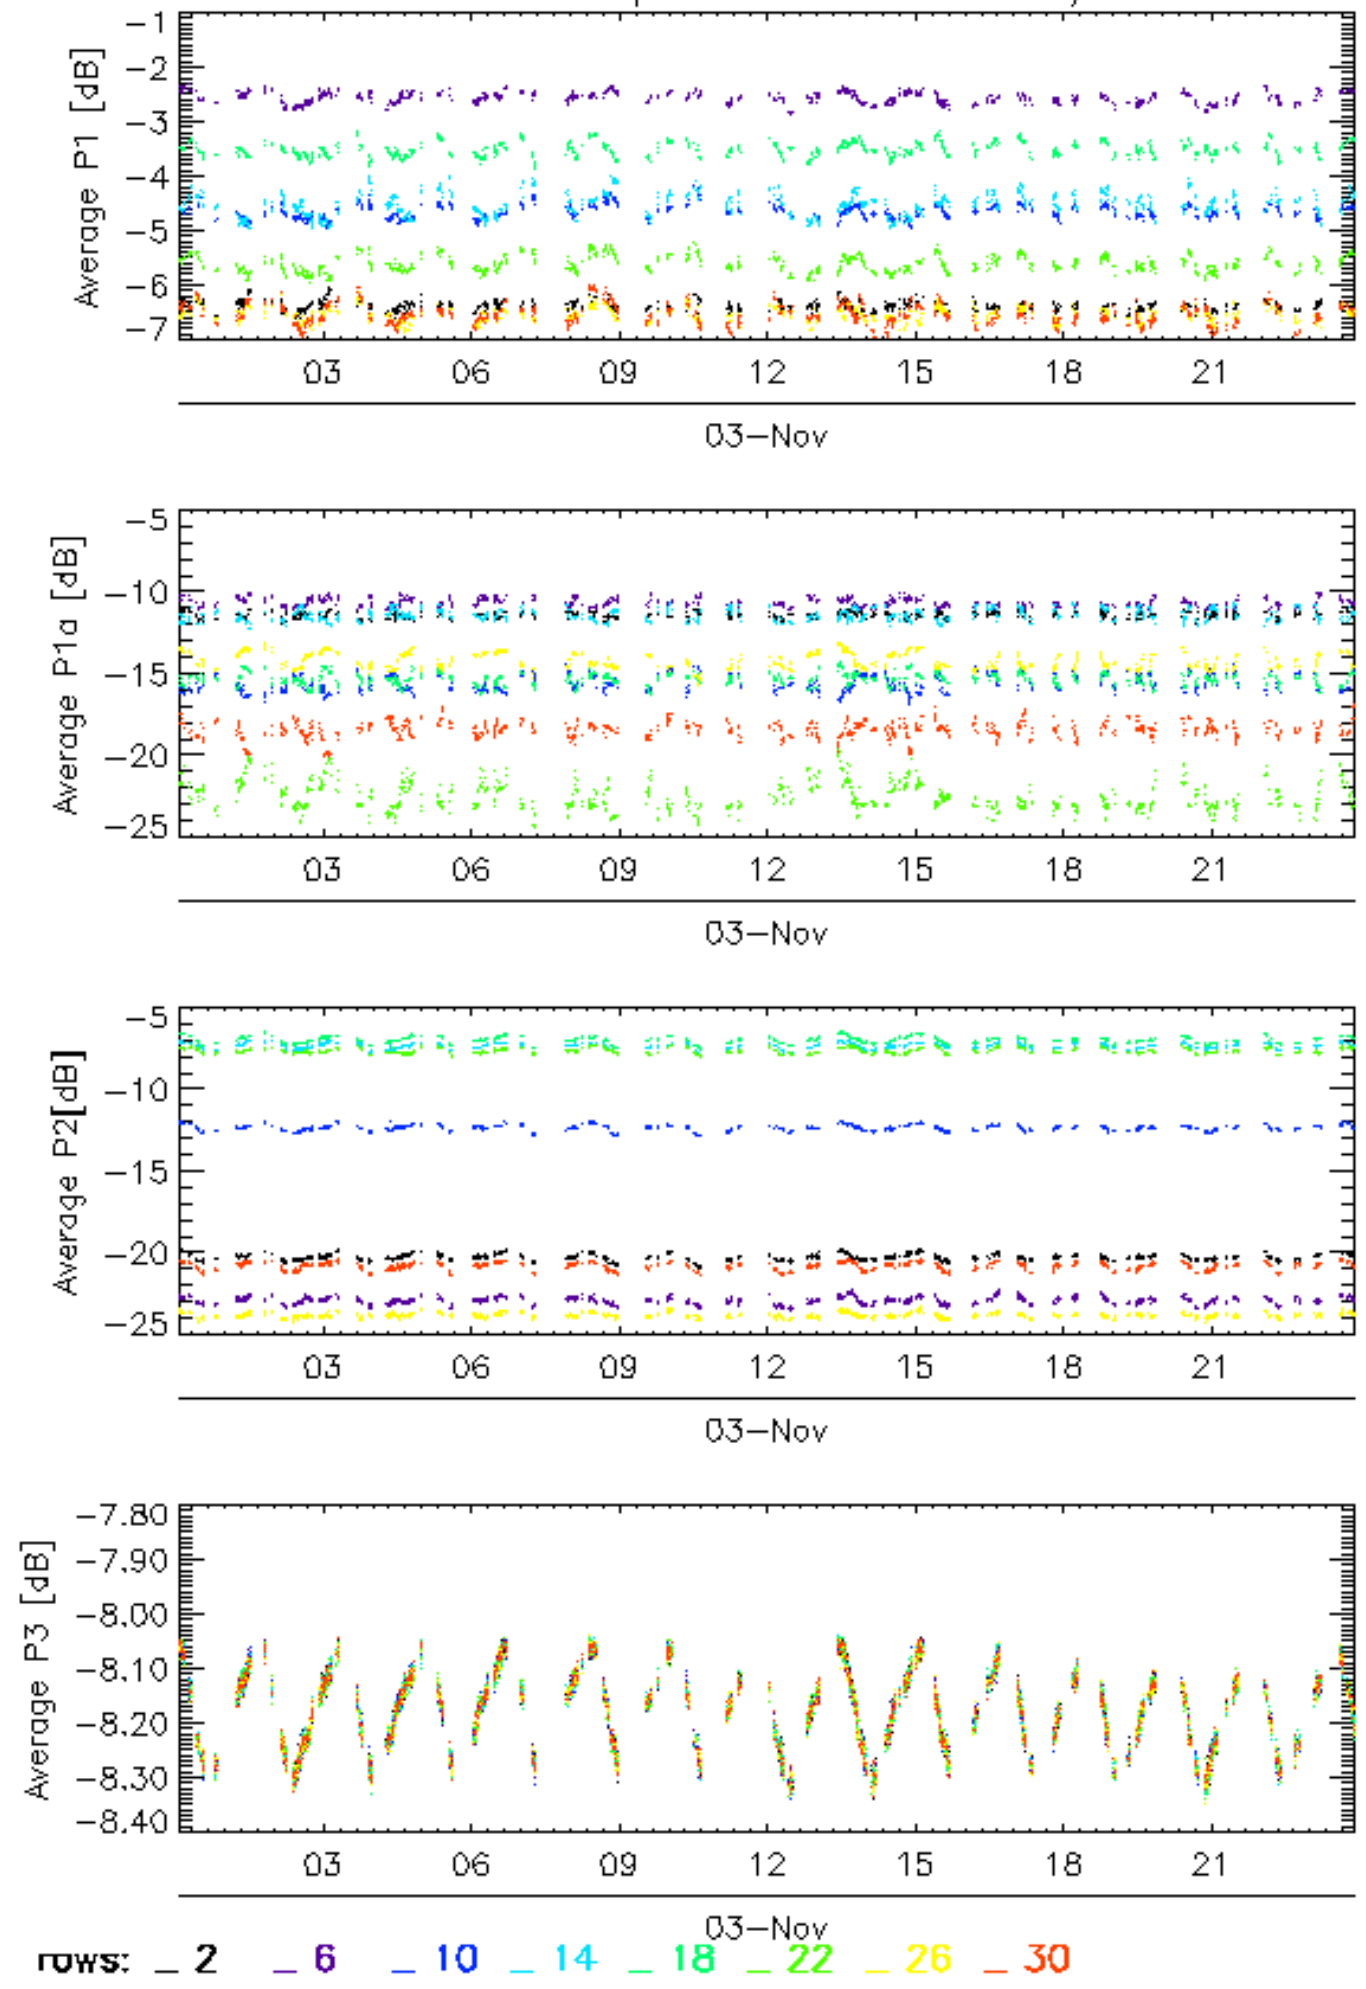 -1
-2
-3
-4
-5
-6
-7
Average P1 [dB]
03 06 09 12 15 18 21
03-Nov
-5
-10
-15
-20
-25
Average P1a [dB]
03 06 09 12 15 18 21
03-Nov
-5
-10
-15
-20
-25
Average P2[dB]
03 06 09 12 15 18 21
03-Nov
-7.80
-7.90
-8.00
-8.10
-8.20
-8.30
-8.40
Average P3 [dB]
03 06 09 12 15 18 21
03-Nov
rows: _ 2 _ 6 _ 10 _ 14 _ 18 _ 22 _ 26 _ 30